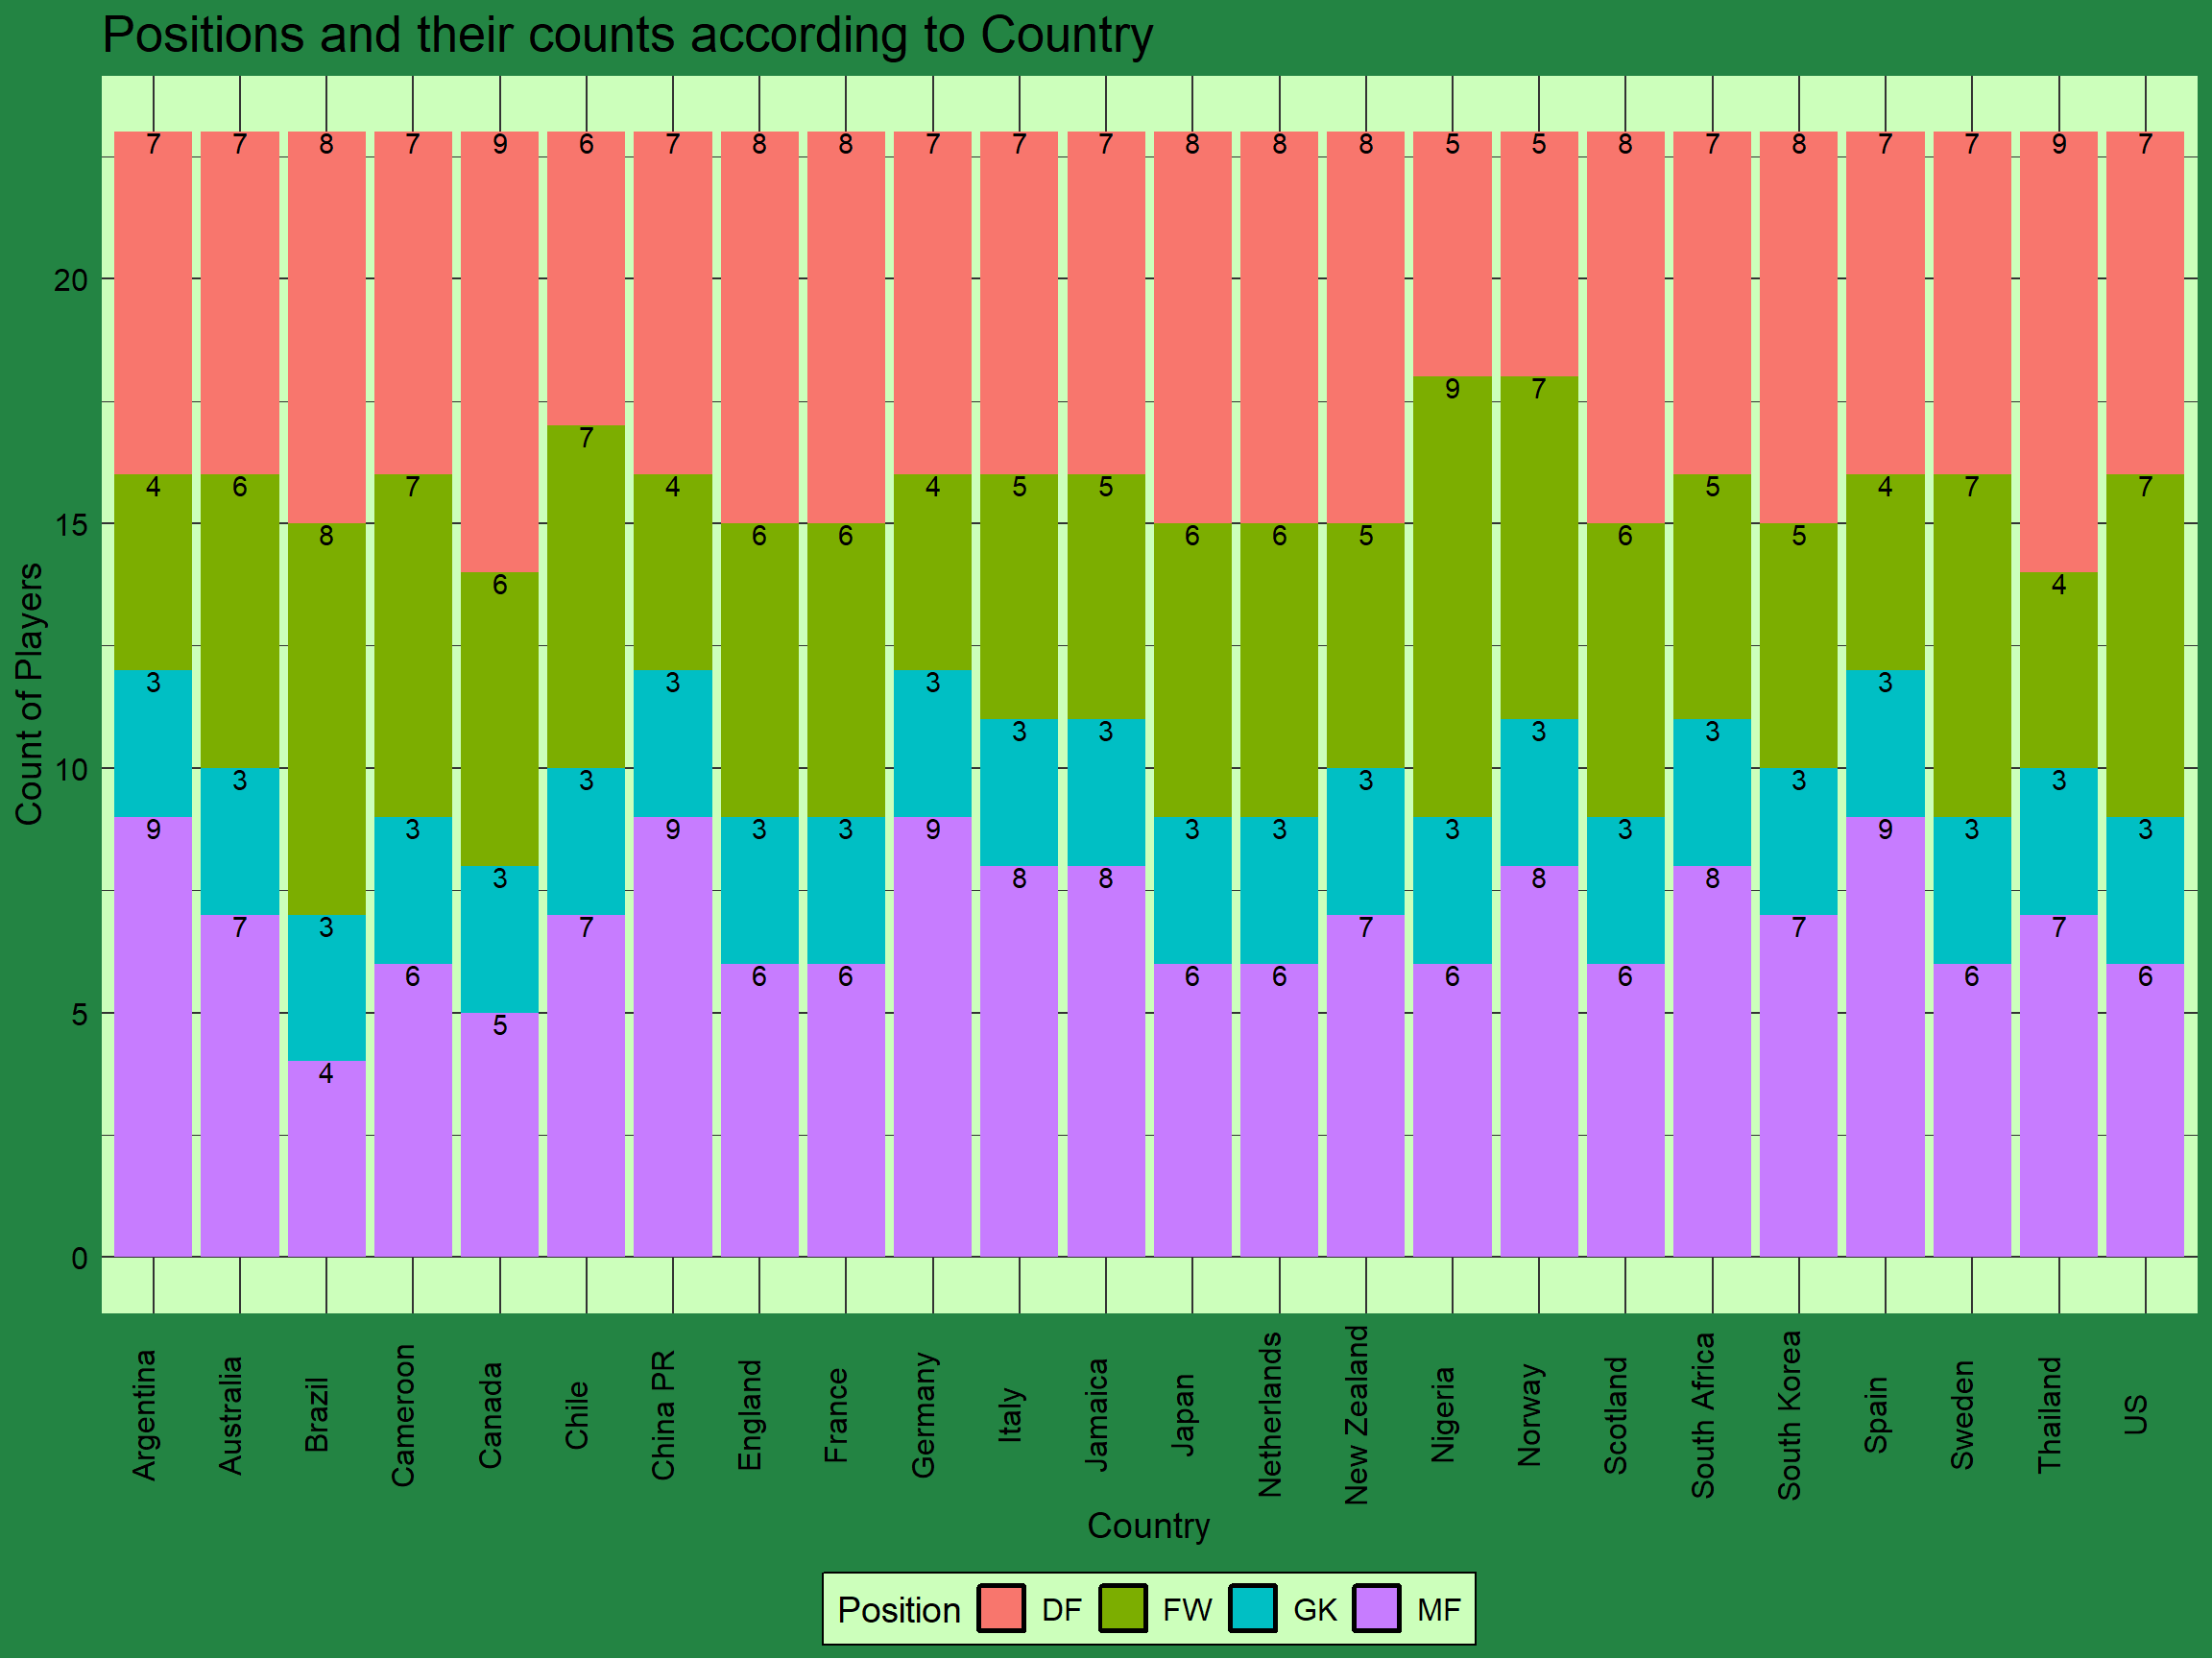 Positions and their counts according to Country
Count of Players
20
15
10
5
0
7 7 8 7 9 6 7 8 8 7 7 7 8 8 8 5 5 8 7 8 7 7 9 7
9 7
7
4 6 7 4 4 5 5 5 4 7 7
8 6 6 6 6 5 6 5
6 4
3 3 3 3
3 3 3 3
3 3 3 3 3
9 3 9 3 3 9 3 3 3 3 9 3 3
3 8 8 8 8
7 3 7 7 7 7
6 6 6 6 6 6 6 6 6
5
4
Argentina
Australia
Brazil
Cameroon
Canada
Chile
China PR
England
France
Germany
Italy
Jamaica
Japan
Netherlands
New Zealand
Nigeria
Norway
Scotland
South Africa
South Korea
Spain
Sweden
Thailand
US
Country
Position DF FW GK MF